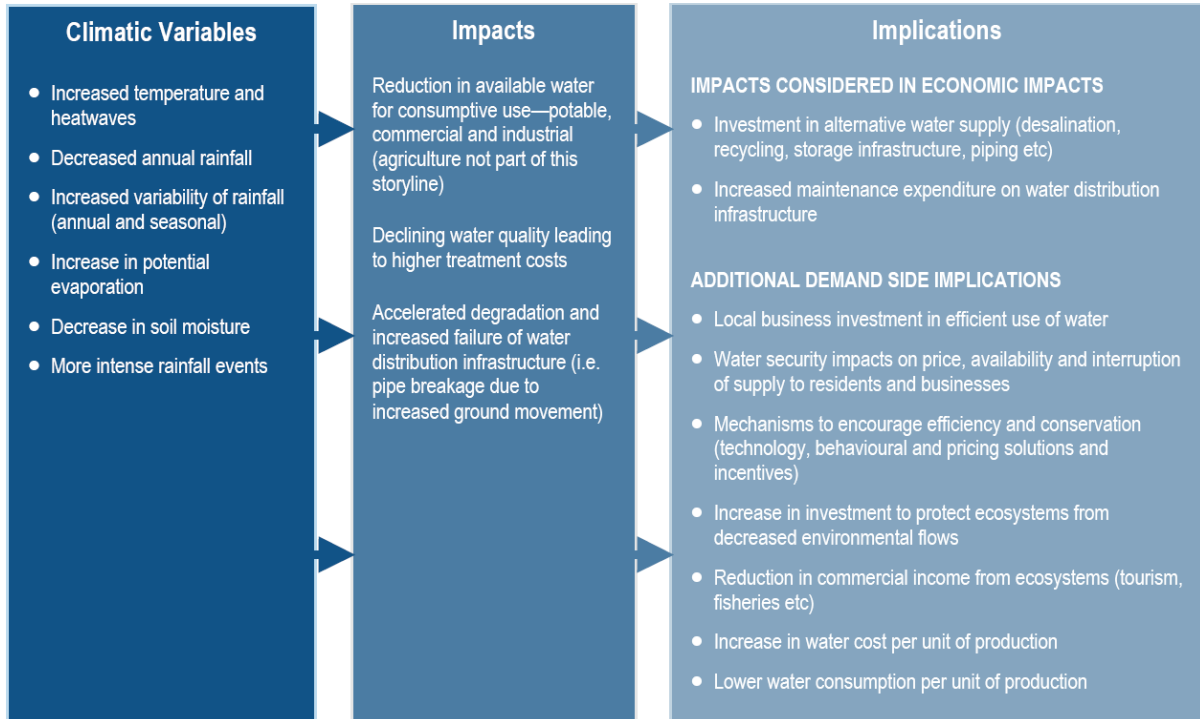 Climatic Variables
● Increased temperature and
heatwaves
● Decreased annual rainfall
● Increased variability of rainfall
(annual and seasonal)
● Increase in potential
evaporation
● Decrease in soil moisture
● More intense rainfall events
Impacts
Reduction in available water
for consumptive use—potable,
commercial and industrial
(agriculture not part of this
storyline)
Declining water quality leading
to higher treatment costs
Accelerated degradation and
increased failure of water
distribution infrastructure (i.e.
pipe breakage due to
increased ground movement)
Implications
IMPACTS CONSIDERED IN ECONOMIC IMPACTS
● Investment in alternative water supply (desalination,
recycling, storage infrastructure, piping etc)
● Increased maintenance expenditure on water distribution
infrastructure
ADDITIONAL DEMAND SIDE IMPLICATIONS
● Local business investment in efficient use of water
● Water security impacts on price, availability and interruption
of supply to residents and businesses
● Mechanisms to encourage efficiency and conservation
(technology, behavioural and pricing solutions and
incentives)
● Increase in investment to protect ecosystems from
decreased environmental flows
● Reduction in commercial income from ecosystems (tourism,
fisheries etc)
● Increase in water cost per unit of production
● Lower water consumption per unit of production